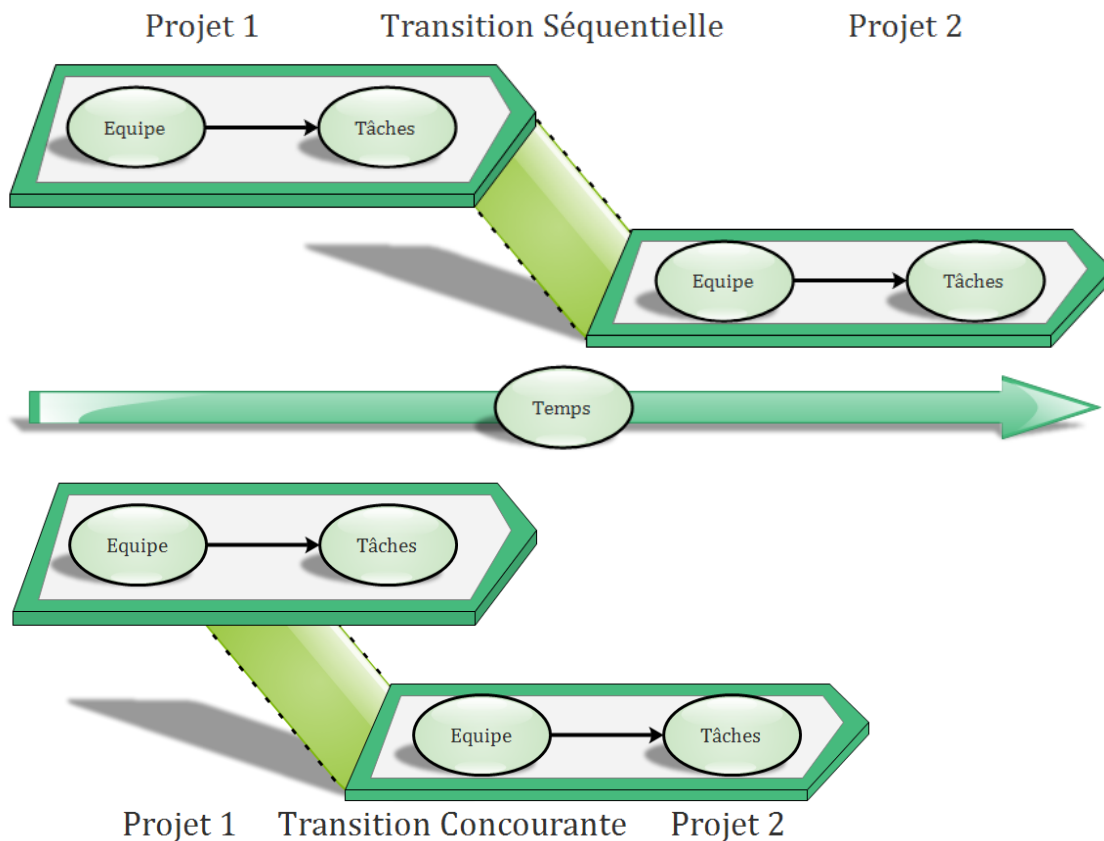 Projet 1 Transition Séquentielle Projet 2
Equipe Tâches
Equipe Tâches
Temps
Equipe Tâches
Equipe Tâches
Projet 1 Transition Concourante Projet 2